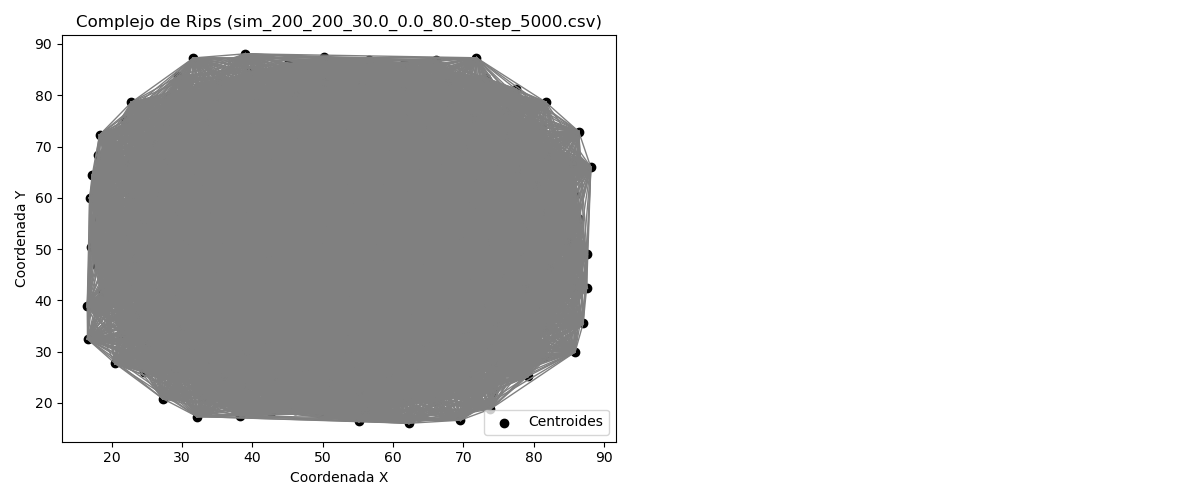 Complejo de Rips (sim_200_200_30.0_0.0_80.0-step_5000.csv)
90
80
70
60
50
40
30
20
Coordenada Y
Centroides
20 30 40 50 60 70 80 90
Coordenada X